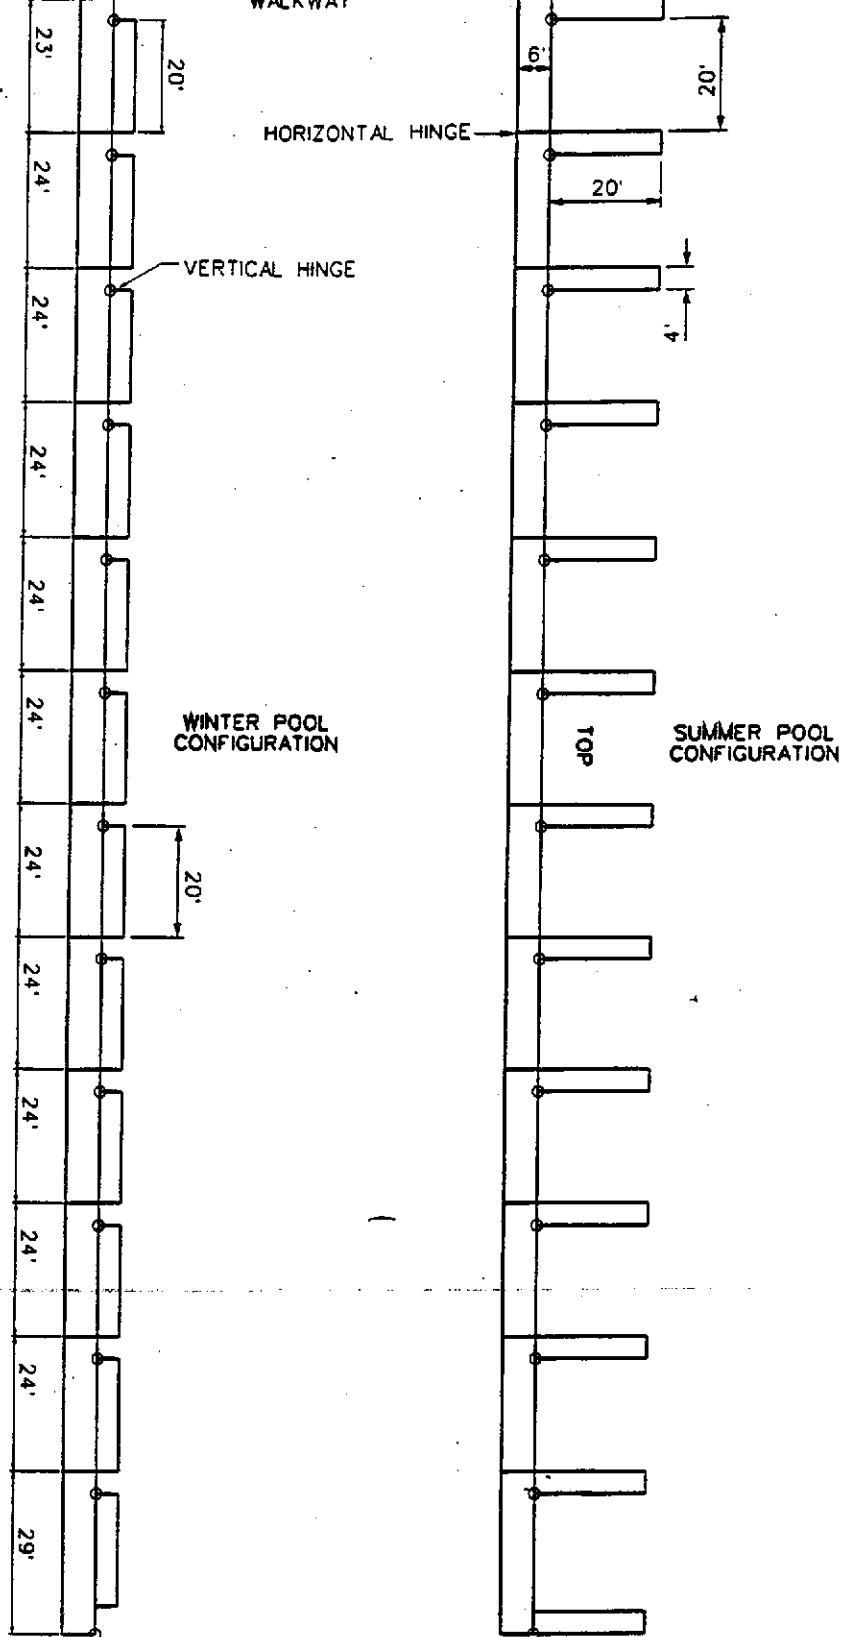 WALKWAY
23'
20'
6'
20'
HORIZONTAL HINGE
24'
20'
VERTICAL HINGE
24'
4'
24'
24'
24'
WINTER POOL
CONFIGURATION
TOP
SUMMER POOL
CONFIGURATION
24'
20'
24'
24'
24'
24'
29'